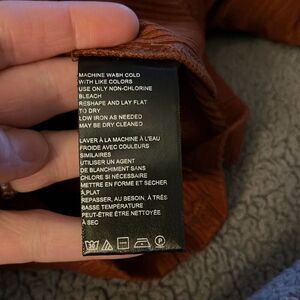 MACHINE WASH COLD
WITH LIKE COLORS
USE ONLY NON-CHLORINE
BLEACH
RESHAPE AND LAY FLAT
TO DRY
LOW IRON AS NEEDED
MAY BE DRY CLEANED
LAVER À LA MACHINE À L'EAU
FROIDE AVEC COULEURS
SIMILAIRES
UTILISER UN AGENT
DE BLANCHIMENT SANS
CHLORE SI NÉCESSAIRE
METTRE EN FORME ET SÉCHER
À PLAT
REPASSER, AU BESOIN, À TRÈS
BASSE TEMPÉRATURE
PEUT-ÊTRE ÊTRE NETTOYÉE
À SEC